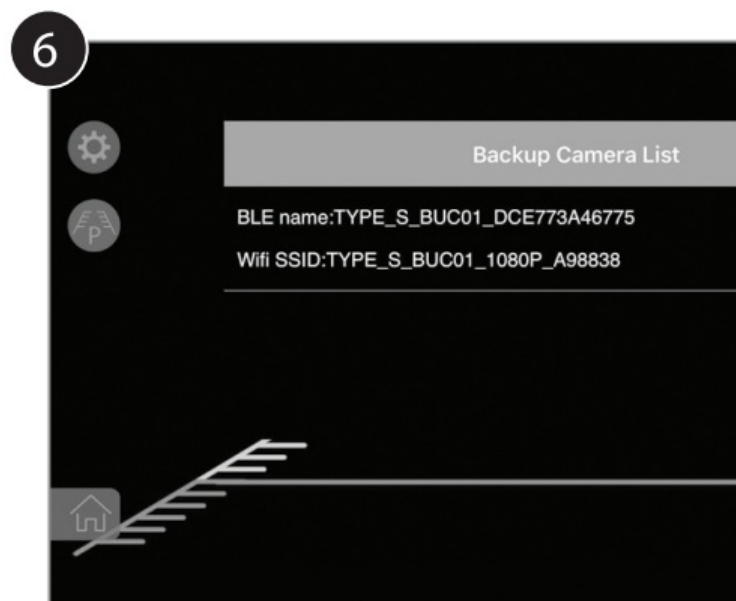 6
Backup Camera List
P
BLE name:TYPE_S_BUC01_DCE773A46775
Wifi SSID:TYPE_S_BUC01_1080P_A98838